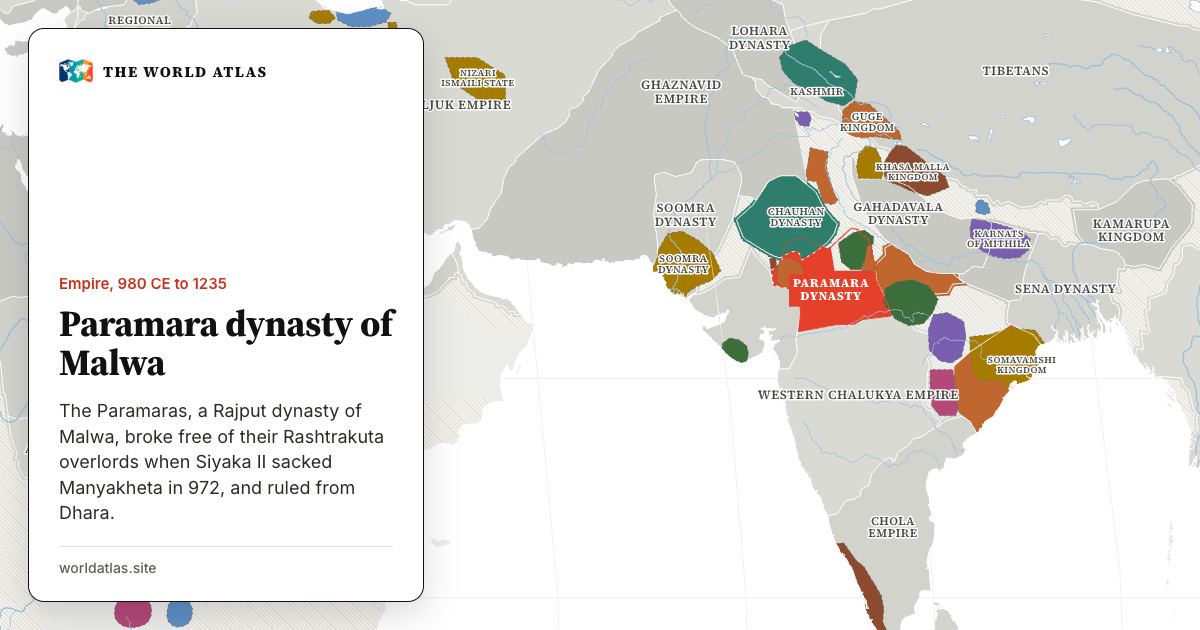 REGIONAL
THE WORLD ATLAS
Empire, 980 CE to 1235
Paramara dynasty of
Malwa
The Paramaras, a Rajput dynasty of
Malwa, broke free of their Rashtrakuta
overlords when Siyaka II sacked
Manyakheta in 972, and ruled from
Dhara.
worldatlas.site
NIZARI
ISMAILI STATE
LJUK EMPIRE
GHAZNAVID
EMPIRE
LOHARA
DYNASTY
KASHMIR
TIBETANS
GUGE
KINGDOM
KHASA MALLA
KINGDOM
SOOMRA
DYNASTY
CHAUHAN
DYNASTY
GAHADAVALA
DYNASTY
KARNATS
OF MITHILA
KAMARUPA
KINGDOM
SOOMRA
DYNASTY
PARAMARA
DYNASTY
SENA DYNASTY
SOMAVAMSHI
KINGDOM
WESTERN CHALUKYA EMPIRE
CHOLA
EMPIRE